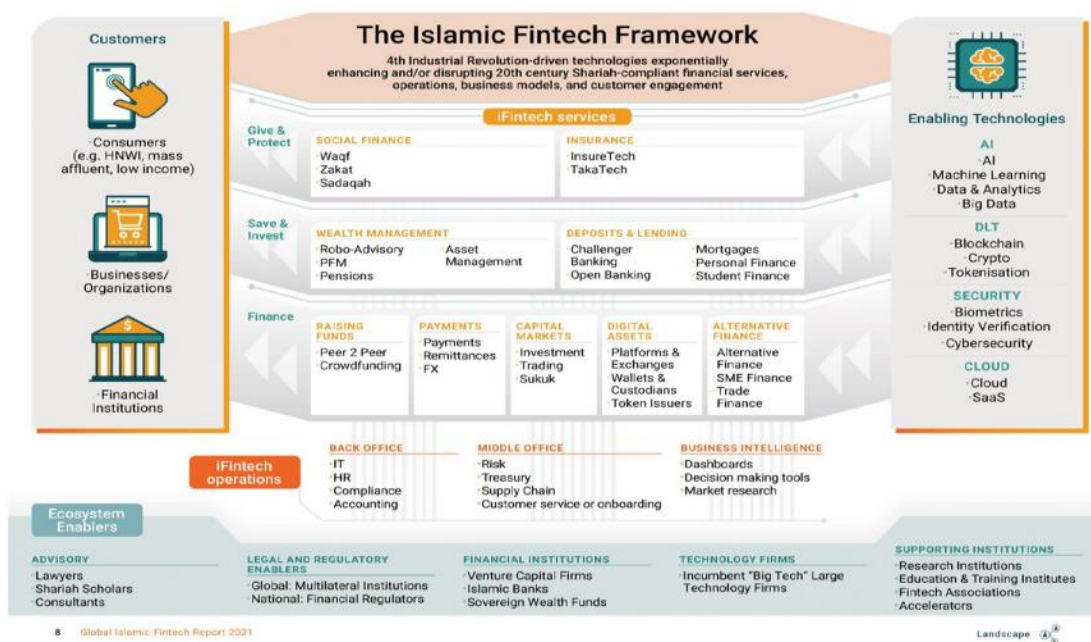 Customers
·Consumers
(e.g. HNWI, mass
affluent, low income)
·Businesses/
Organizations
·Financial
Institutions
The Islamic Fintech Framework
4th Industrial Revolution-driven technologies exponentially
enhancing and/or disrupting 20th century Shariah-compliant financial services,
operations, business models, and customer engagement
iFintech services
Give &
Protect
SOCIAL FINANCE
·Waqf
·Zakat
·Sadaqah
INSURANCE
·InsureTech
·TakaTech
Save &
Invest
WEALTH MANAGEMENT
·Robo-Advisory
·PFM
·Pensions
·Asset
Management
DEPOSITS & LENDING
·Challenger
Banking
·Open Banking
·Mortgages
·Personal Finance
·Student Finance
Finance
RAISING
FUNDS
·Peer 2 Peer
·Crowdfunding
PAYMENTS
·Payments
·Remittances
·FX
CAPITAL
MARKETS
·Investment
·Trading
·Sukuk
DIGITAL
ASSETS
·Platforms &
Exchanges
·Wallets &
Custodians
·Token Issuers
ALTERNATIVE
FINANCE
·Alternative
Finance
·SME Finance
·Trade
Finance
Enabling Technologies
AI
·AI
·Machine Learning
·Data & Analytics
·Big Data
DLT
·Blockchain
·Crypto
·Tokenisation
SECURITY
·Biometrics
·Identity Verification
·Cybersecurity
CLOUD
·Cloud
·SaaS
iFintech
operations
BACK OFFICE
·IT
·HR
·Compliance
·Accounting
MIDDLE OFFICE
·Risk
·Treasury
·Supply Chain
·Customer service or onboarding
BUSINESS INTELLIGENCE
·Dashboards
·Decision making tools
·Market research
Ecosystem
Enablers
ADVISORY
·Lawyers
·Shariah Scholars
·Consultants
LEGAL AND REGULATORY
ENABLERS
·Global: Multilateral Institutions
·National: Financial Regulators
FINANCIAL INSTITUTIONS
·Venture Capital Firms
·Islamic Banks
·Sovereign Wealth Funds
TECHNOLOGY FIRMS
·Incumbent "Big Tech" Large
Technology Firms
SUPPORTING INSTITUTIONS
·Research Institutions
·Education & Training Institutes
·Fintech Associations
·Accelerators
8 Global Islamic Fintech Report 2021
Landscape